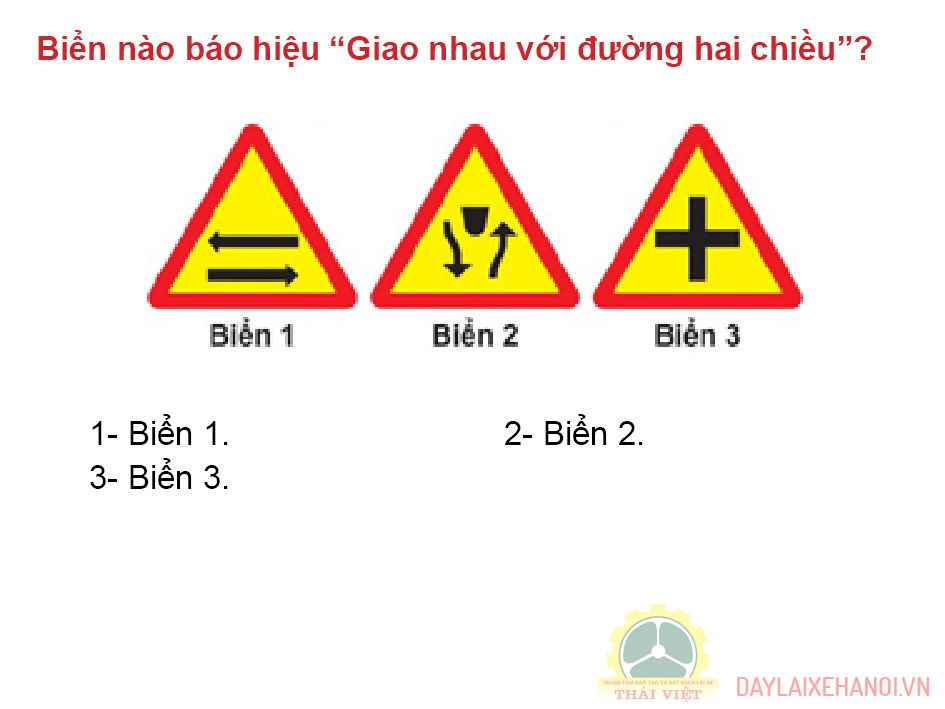 Biển nào báo hiệu “Giao nhau với đường hai chiều”?
Biển 1 Biển 2 Biển 3
1- Biển 1. 2- Biển 2.
3- Biển 3.
TRUNG TÂM ĐÀO TẠO VÀ SÁT HẠCH LÁI XE
THÁI VIỆT
DAYLAIXEHANOI.VN